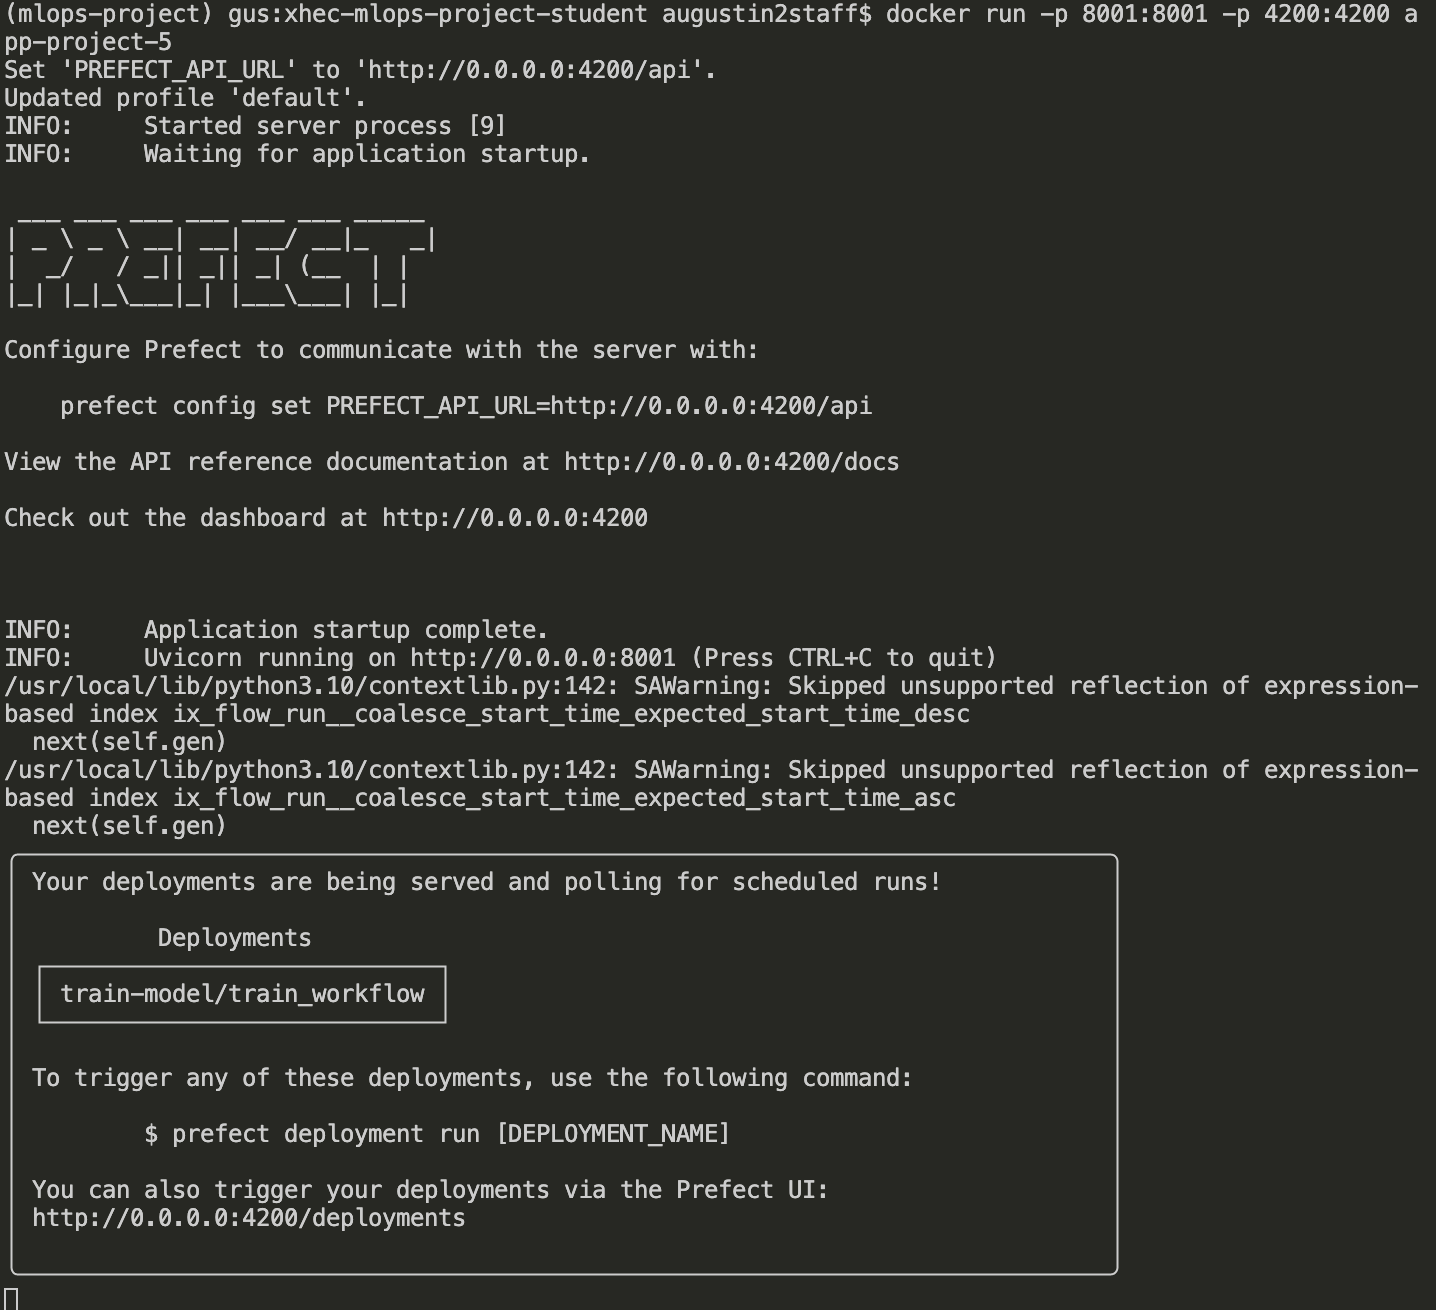 (mlops-project) gus:xhec-mlops-project-student augustin2staff$ docker run -p 8001:8001 -p 4200:4200 a
pp-project-5
Set 'PREFECT_API_URL' to 'http://0.0.0.0:4200/api'.
Updated profile 'default'.
INFO:     Started server process [9]
INFO:     Waiting for application startup.

 ___ ___ ___ ___ ___ ___ _____
| _ \ _ \ __| __| __/ __|_   _|
|  _/   / _|| _|| _| (__  | |
|_| |_|_\___|_| |___\___| |_|

Configure Prefect to communicate with the server with:

    prefect config set PREFECT_API_URL=http://0.0.0.0:4200/api

View the API reference documentation at http://0.0.0.0:4200/docs

Check out the dashboard at http://0.0.0.0:4200

INFO:     Application startup complete.
INFO:     Uvicorn running on http://0.0.0.0:8001 (Press CTRL+C to quit)
/usr/local/lib/python3.10/contextlib.py:142: SAWarning: Skipped unsupported reflection of expression-
based index ix_flow_run__coalesce_start_time_expected_start_time_desc
  next(self.gen)
/usr/local/lib/python3.10/contextlib.py:142: SAWarning: Skipped unsupported reflection of expression-
based index ix_flow_run__coalesce_start_time_expected_start_time_asc
  next(self.gen)
Your deployments are being served and polling for scheduled runs!
Deployments
train-model/train_workflow
To trigger any of these deployments, use the following command:
$ prefect deployment run [DEPLOYMENT_NAME]
You can also trigger your deployments via the Prefect UI:
http://0.0.0.0:4200/deployments